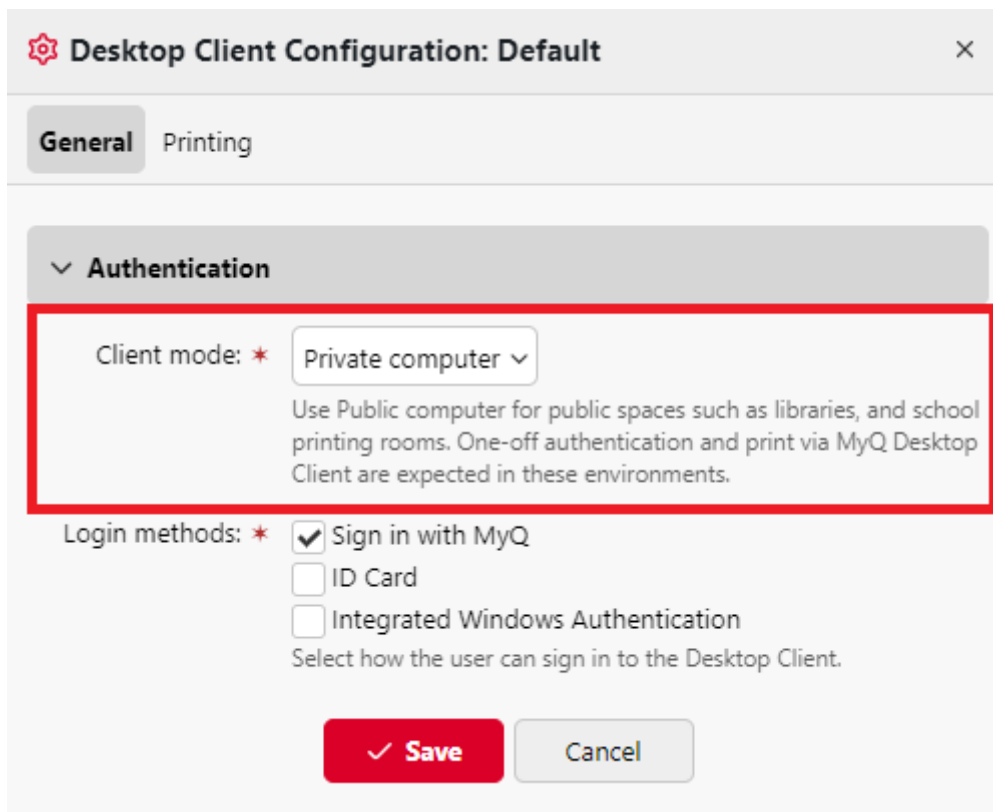 Desktop Client Configuration: Default
General Printing
Authentication
Client mode: * Private computer
Use Public computer for public spaces such as libraries, and school
printing rooms. One-off authentication and print via MyQ Desktop
Client are expected in these environments.
Login methods: * Sign in with MyQ
ID Card
Integrated Windows Authentication
Select how the user can sign in to the Desktop Client.
Save Cancel